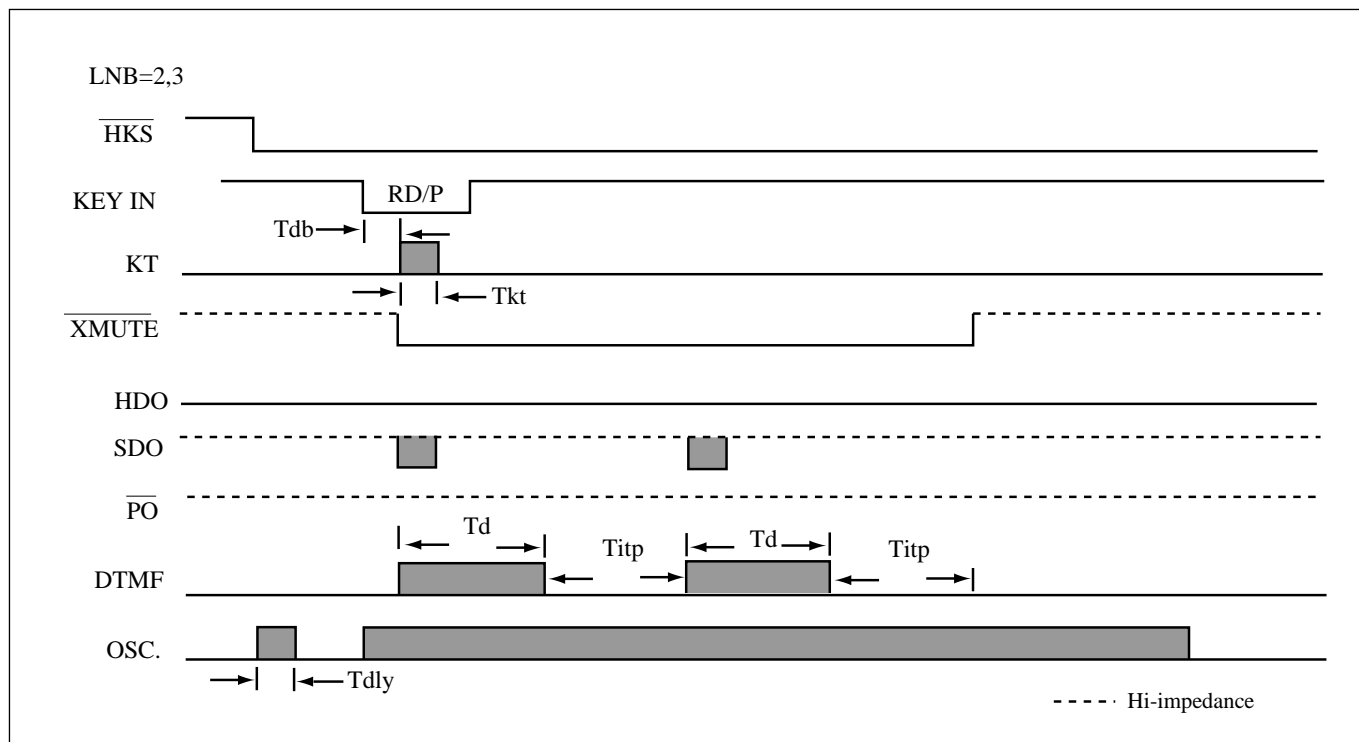 LNB=2,3
HKS
KEY IN
RD/P
Tdb
KT
Tkt
XMUTE
HDO
SDO
PO
Td
Titp
Td
Titp
DTMF
OSC.
Tdly
Hi-impedance